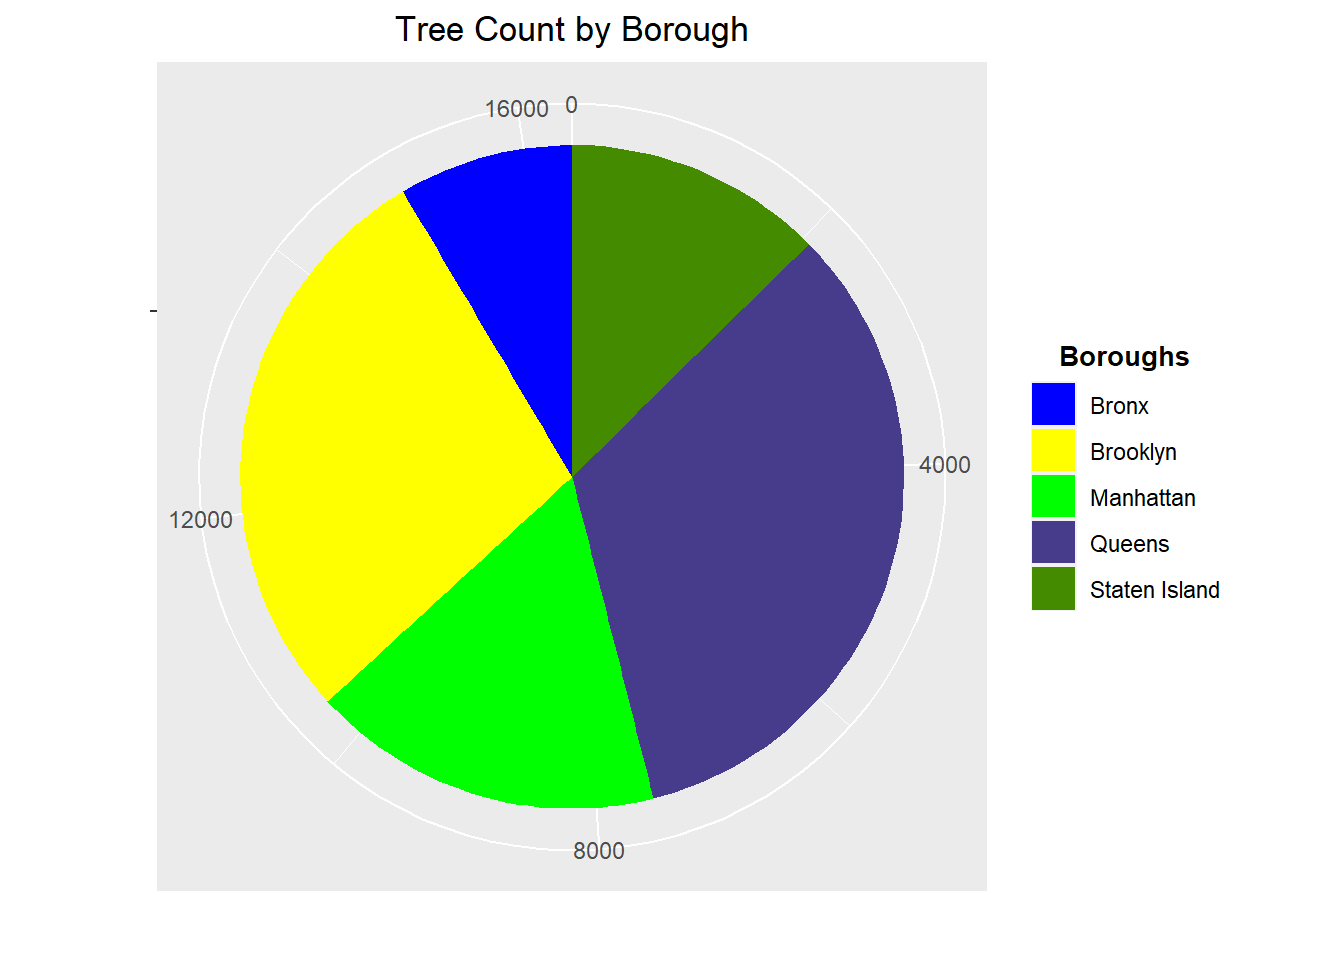 Tree Count by Borough
16000
0
4000
12000
8000
Boroughs
Bronx
Brooklyn
Manhattan
Queens
Staten Island